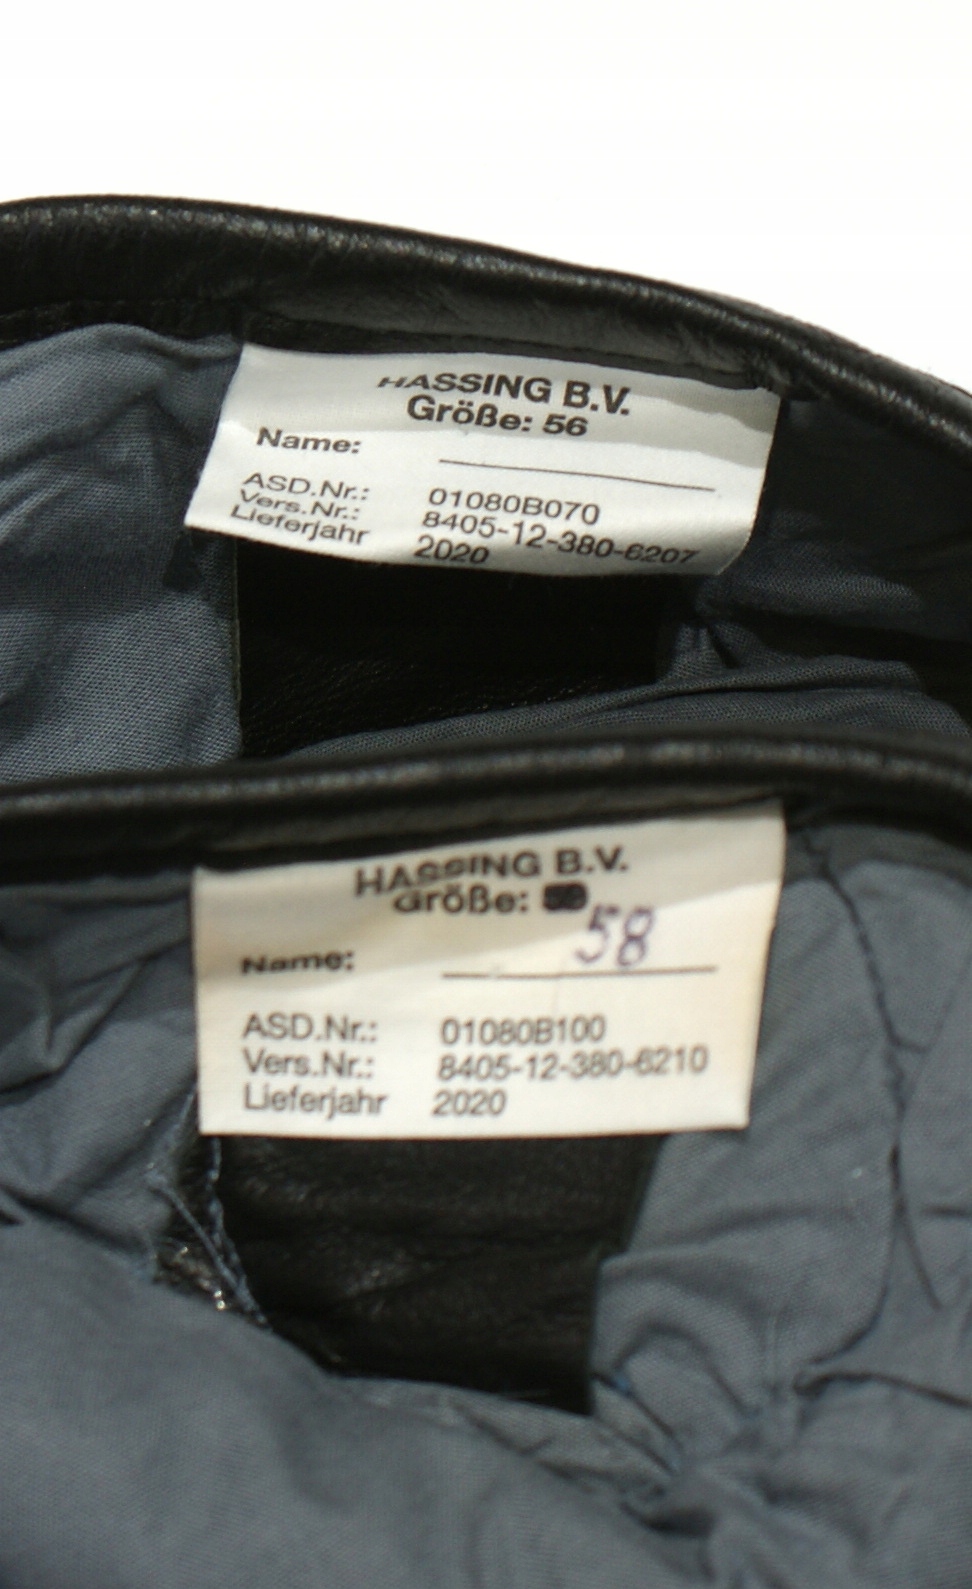 HASSING B.V.
Größe: 56
Name:
ASD.Nr.: 01080B070
Vers.Nr.: 8405-12-380-6207
Lieferjahr 2020
HASSING B.V.
Größe:
58
Name:
ASD.Nr.: 01080B100
Vers.Nr.: 8405-12-380-6210
Lieferjahr 2020